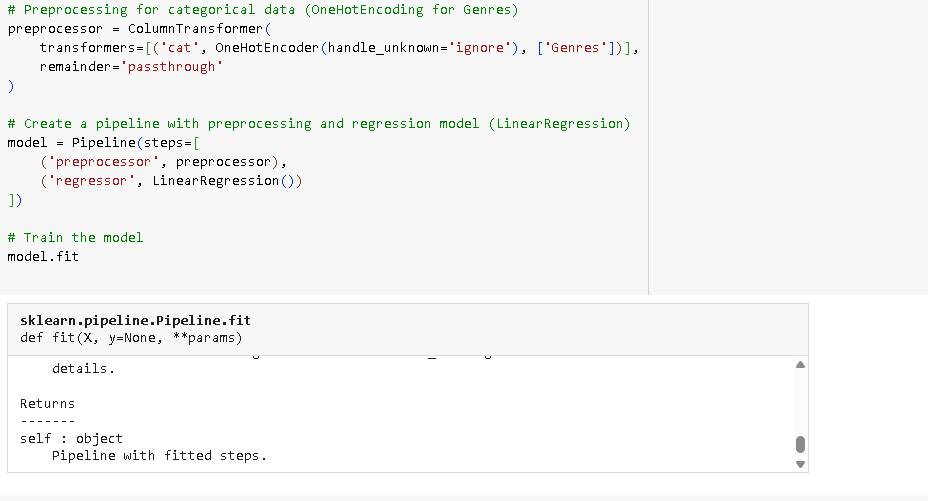 # Preprocessing for categorical data (OneHotEncoding for Genres)
preprocessor = ColumnTransformer(
    transformers=[('cat', OneHotEncoder(handle_unknown='ignore'), ['Genres'])],
    remainder='passthrough'
)
# Create a pipeline with preprocessing and regression model (LinearRegression)
model = Pipeline(steps=[
    ('preprocessor', preprocessor),
    ('regressor', LinearRegression())
])
# Train the model
model.fit
sklearn.pipeline.Pipeline.fit
def fit(X, y=None, **params)
    details.
Returns
-------
self : object
    Pipeline with fitted steps.